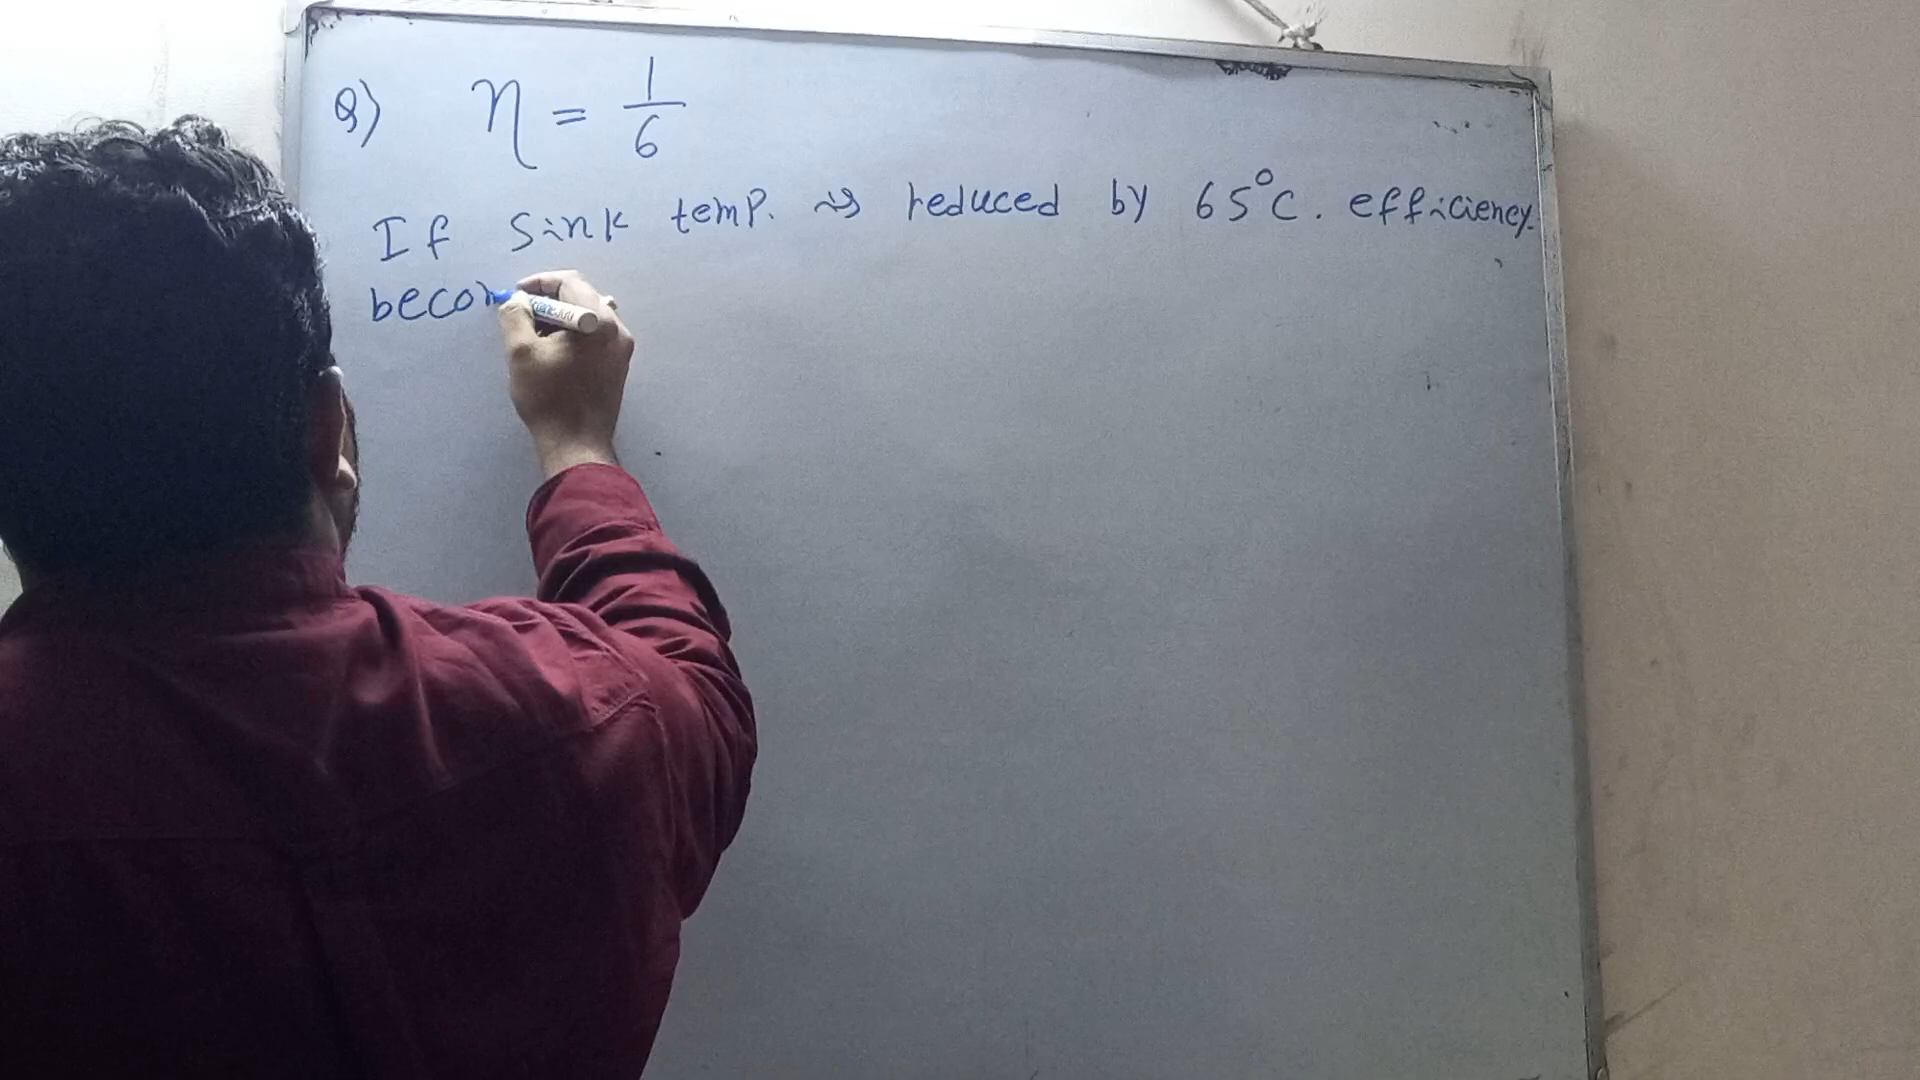 Q) η = 1/6
If Sink temp. is reduced by 65°C. efficiency.
becom